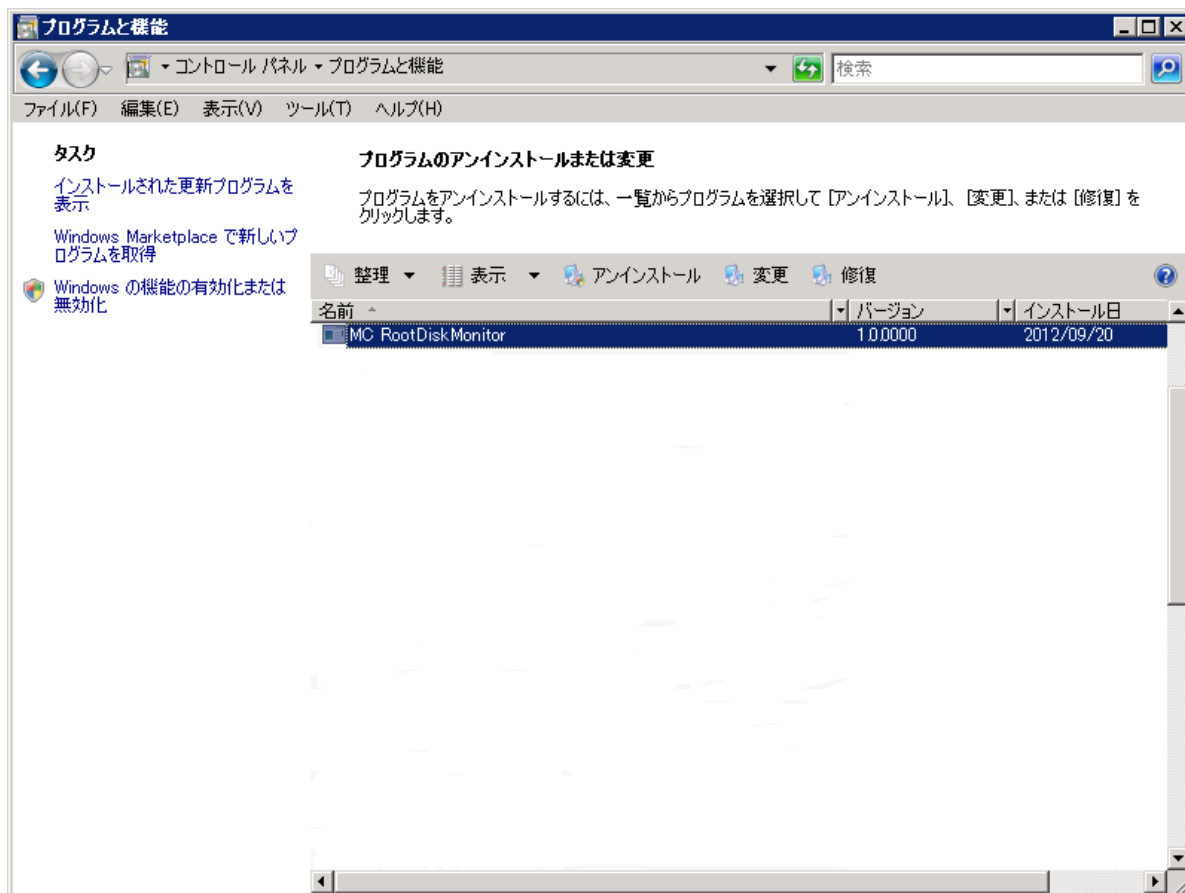 プログラムと機能
コントロール パネル プログラムと機能
検索
ファイル(F) 編集(E) 表示(V) ツール(T) ヘルプ(H)
タスク
インストールされた更新プログラムを
表示
Windows Marketplace で新しいプ
ログラムを取得
Windows の機能の有効化または
無効化
プログラムのアンインストールまたは変更
プログラムをアンインストールするには、一覧からプログラムを選択して [アンインストール]、[変更]、または [修復] を
クリックします。
整理 表示 アンインストール 変更 修復
名前 バージョン インストール日
MC RootDiskMonitor 1.0.0000 2012/09/20